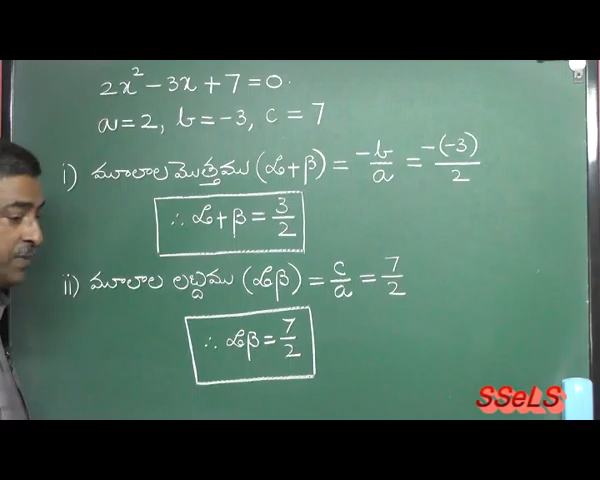 2x² - 3x + 7 = 0.
a = 2, b = -3, c = 7
i) మూలాల మొత్తము (α+β) = -b/a = -(-3)/2
∴ α+β = 3/2
ii) మూలాల లబ్దము (αβ) = c/a = 7/2
∴ αβ = 7/2
SSeLS